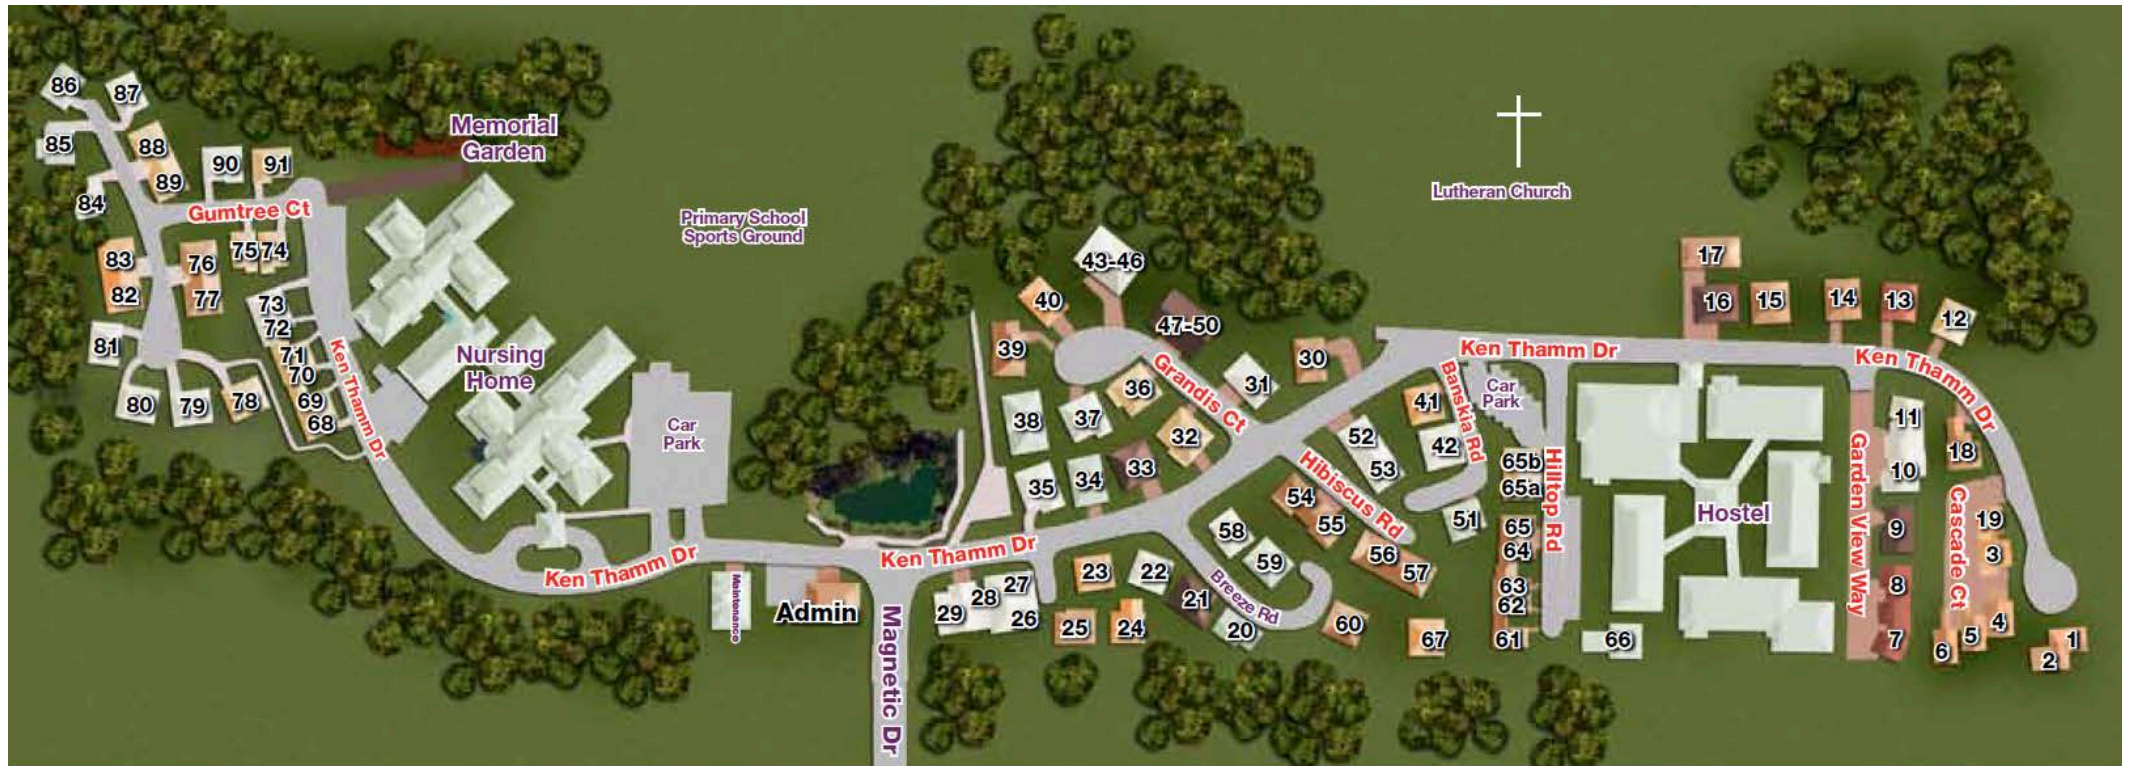 86
87
85
88
89
90
91
84
Gumtree Ct
Memorial
Garden
83
82
76
77
75
74
73
72
71
70
69
68
81
80
79
78
Ken Thamm Dr
Nursing
Home
Car
Park
Primary School
Sports Ground
Ken Thamm Dr
Maintenance
Admin
Magnetic Dr
Ken Thamm Dr
43-46
40
47-50
39
38
37
36
Grandis Ct
31
30
35
34
33
32
29
28
27
26
25
24
23
22
21
20
Breeze Rd
58
59
60
Hibiscus Rd
52
53
54
55
56
57
41
42
Banskia Rd
51
Car
Park
Lutheran Church
Ken Thamm Dr
65b
65a
65
64
63
62
61
67
Hilltop Rd
66
Hostel
17
16
15
14
13
12
Ken Thamm Dr
Garden View Way
11
10
9
8
7
18
Cascade Ct
19
3
4
5
6
1
2